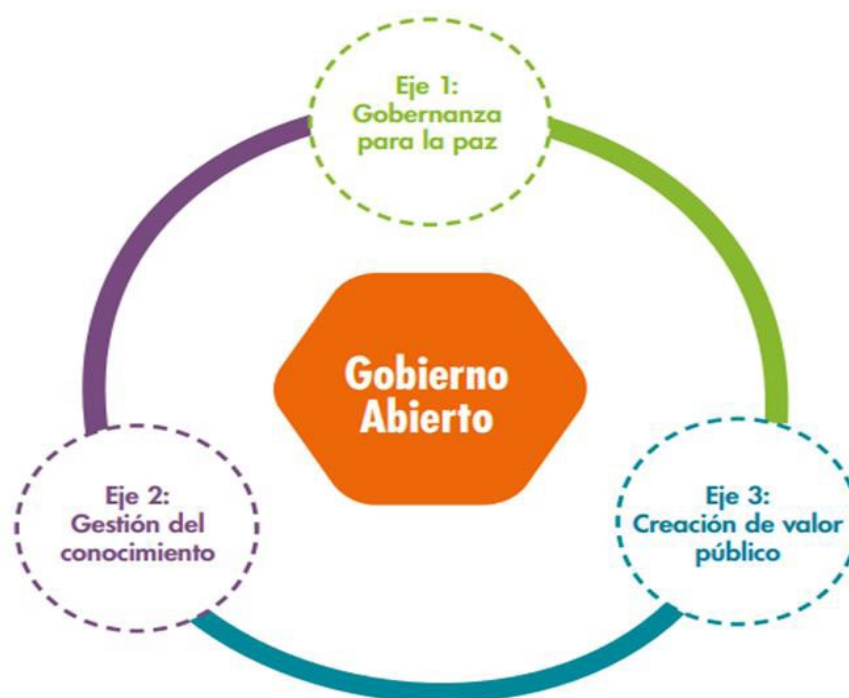 Eje 1:
Gobernanza
para la paz
Gobierno
Abierto
Eje 2:
Gestión del
conocimiento
Eje 3:
Creación de valor
público